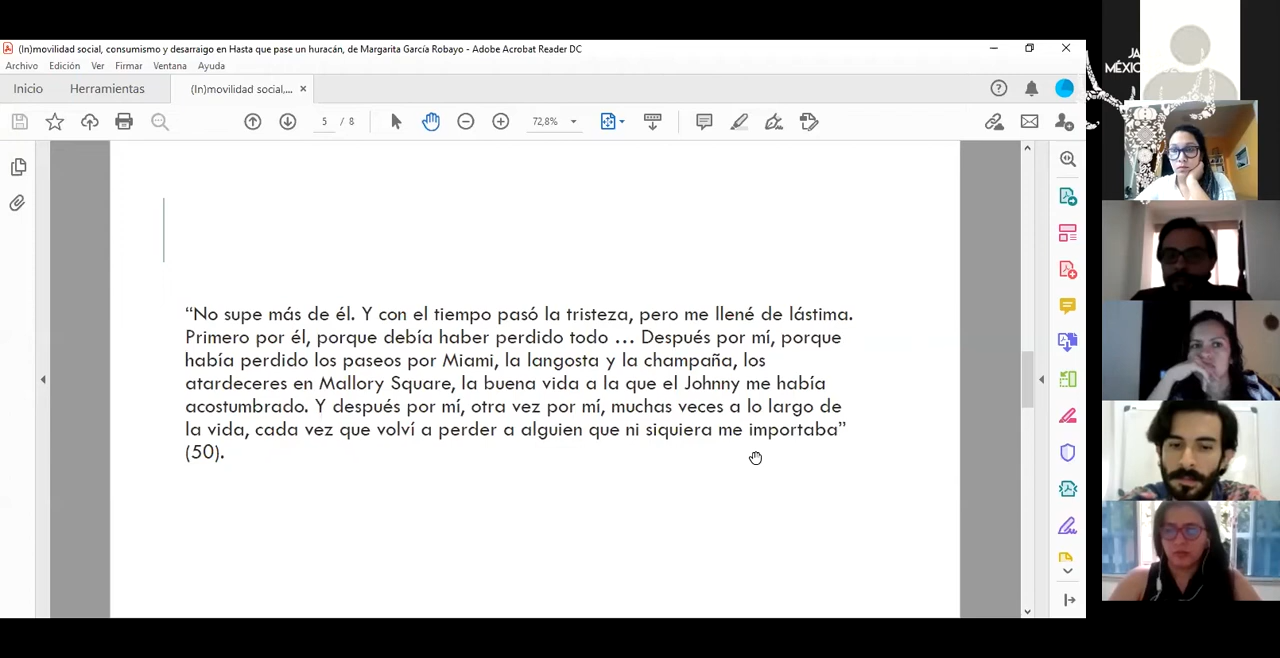 (In)movilidad social, consumismo y desarraigo en Hasta que pase un huracán, de Margarita García Robayo - Adobe Acrobat Reader DC
Archivo Edición Ver Firmar Ventana Ayuda
Inicio Herramientas (In)movilidad social,...
5 / 8 72,8%
“No supe más de él. Y con el tiempo pasó la tristeza, pero me llené de lástima.
Primero por él, porque debía haber perdido todo ... Después por mí, porque
había perdido los paseos por Miami, la langosta y la champaña, los
atardeceres en Mallory Square, la buena vida a la que el Johnny me había
acostumbrado. Y después por mí, otra vez por mí, muchas veces a lo largo de
la vida, cada vez que volví a perder a alguien que ni siquiera me importaba”
(50).
JA
MÉXICO